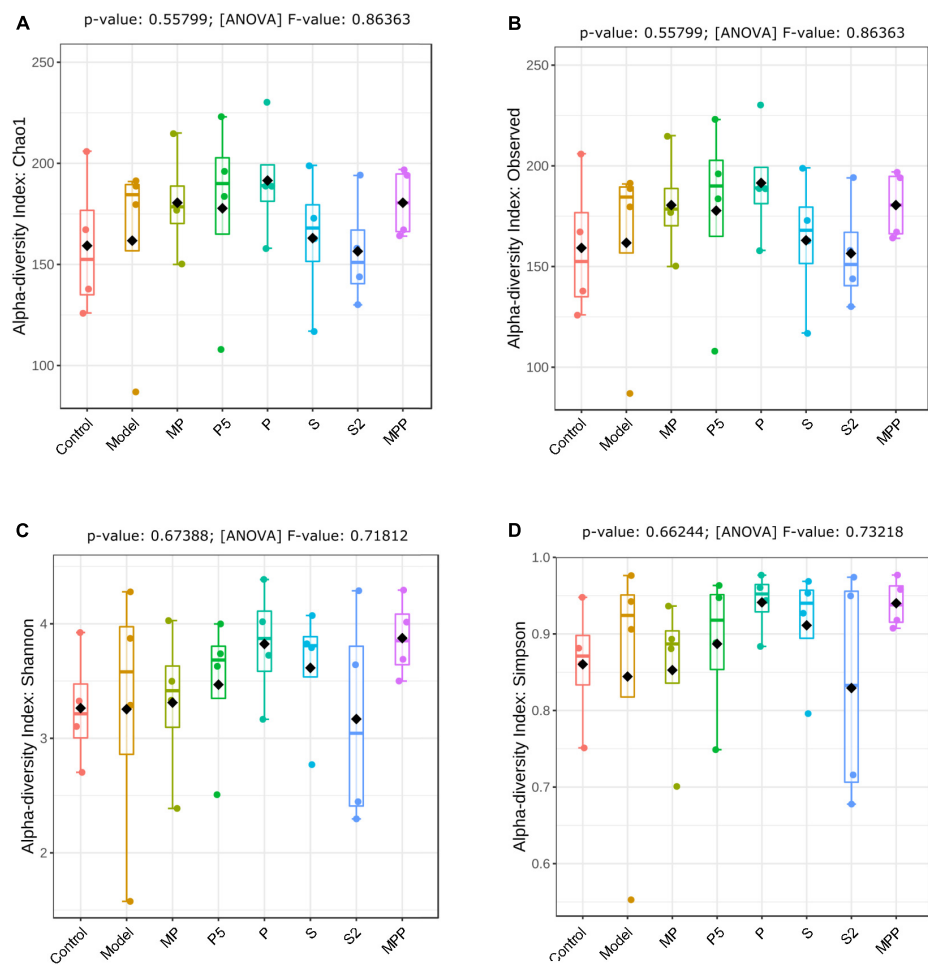 A
p-value: 0.55799; [ANOVA] F-value: 0.86363
Alpha-diversity Index: Chao1
250
200
150
100
Control
Model
MP
P5
P
S
S2
MPP
B
p-value: 0.55799; [ANOVA] F-value: 0.86363
Alpha-diversity Index: Observed
250
200
150
100
Control
Model
MP
P5
P
S
S2
MPP
C
p-value: 0.67388; [ANOVA] F-value: 0.71812
Alpha-diversity Index: Shannon
4
3
2
Control
Model
MP
P5
P
S
S2
MPP
D
p-value: 0.66244; [ANOVA] F-value: 0.73218
Alpha-diversity Index: Simpson
1.0
0.9
0.8
0.7
0.6
Control
Model
MP
P5
P
S
S2
MPP